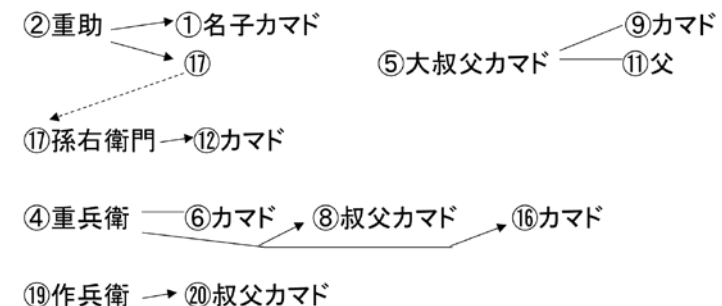 ②重助 ①名子カマド ⑨カマド
⑰ ⑤大叔父カマド ⑪父
⑰孫右衛門 ⑫カマド
④重兵衛 ⑥カマド ⑧叔父カマド ⑯カマド
⑲作兵衛 ⑳叔父カマド